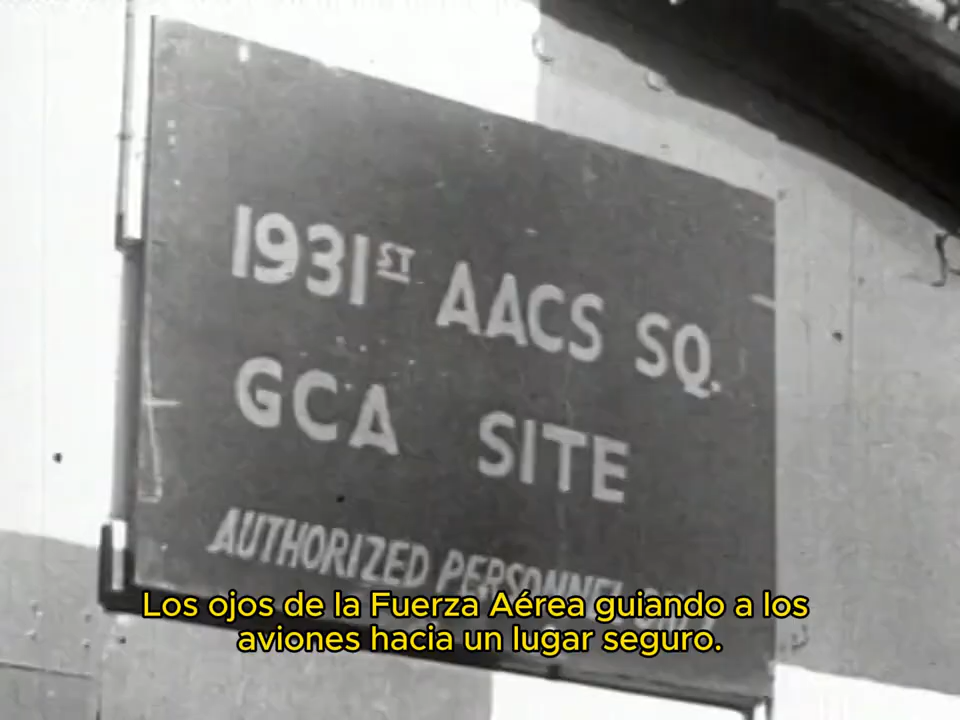 1931ST AACS SQ.
GCA SITE
AUTHORIZED PERSONNEL
Los ojos de la Fuerza Aérea guiando a los
aviones hacia un lugar seguro.